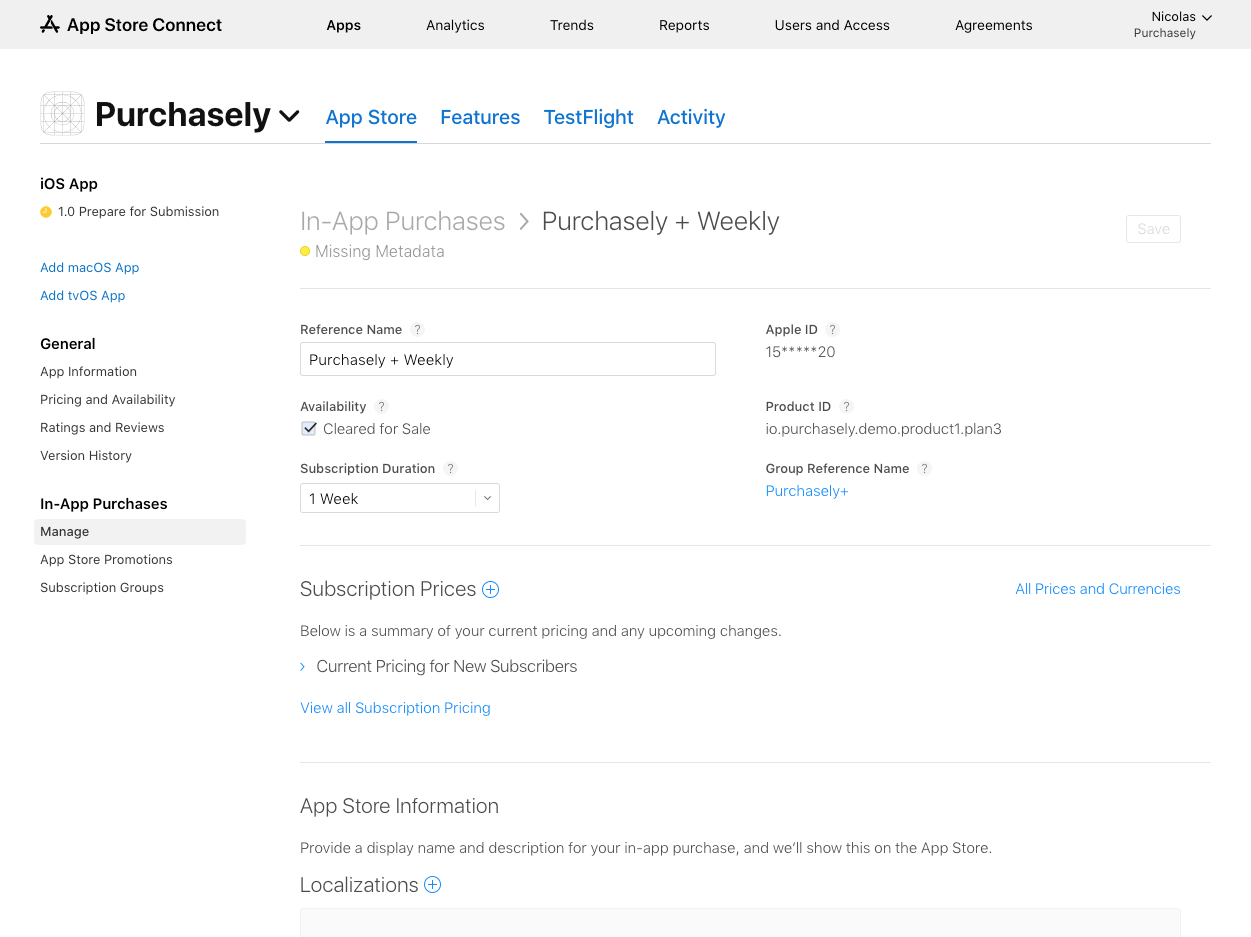 App Store Connect
Apps
Analytics
Trends
Reports
Users and Access
Agreements
Nicolas
Purchasely
Purchasely
App Store
Features
TestFlight
Activity
iOS App
1.0 Prepare for Submission
Add macOS App
Add tvOS App
General
App Information
Pricing and Availability
Ratings and Reviews
Version History
In-App Purchases
Manage
App Store Promotions
Subscription Groups
In-App Purchases > Purchasely + Weekly
Missing Metadata
Save
Reference Name ?
Purchasely + Weekly
Apple ID ?
15*****20
Availability ?
Cleared for Sale
Product ID ?
io.purchasely.demo.product1.plan3
Subscription Duration ?
1 Week
Group Reference Name ?
Purchasely+
Subscription Prices
All Prices and Currencies
Below is a summary of your current pricing and any upcoming changes.
Current Pricing for New Subscribers
View all Subscription Pricing
App Store Information
Provide a display name and description for your in-app purchase, and we’ll show this on the App Store.
Localizations